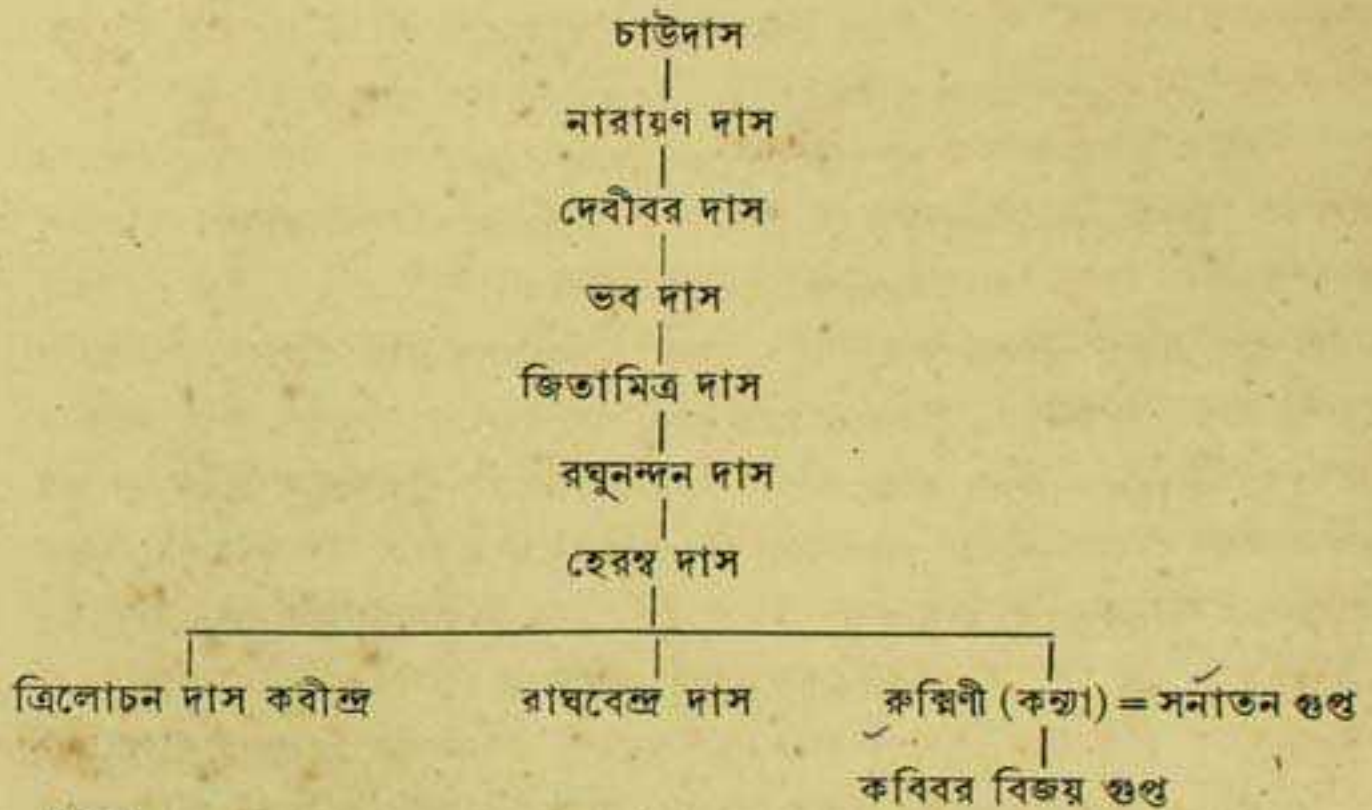 চাউদাস
নারায়ণ দাস
দেবীবর দাস
ভব দাস
জিতামিত্র দাস
রঘুনন্দন দাস
হেরম্ব দাস
ত্রিলোচন দাস কবীন্দ্র রাঘবেন্দ্র দাস রুক্মিণী (কন্যা) = সনাতন গুপ্ত
কবিবর বিজয় গুপ্ত